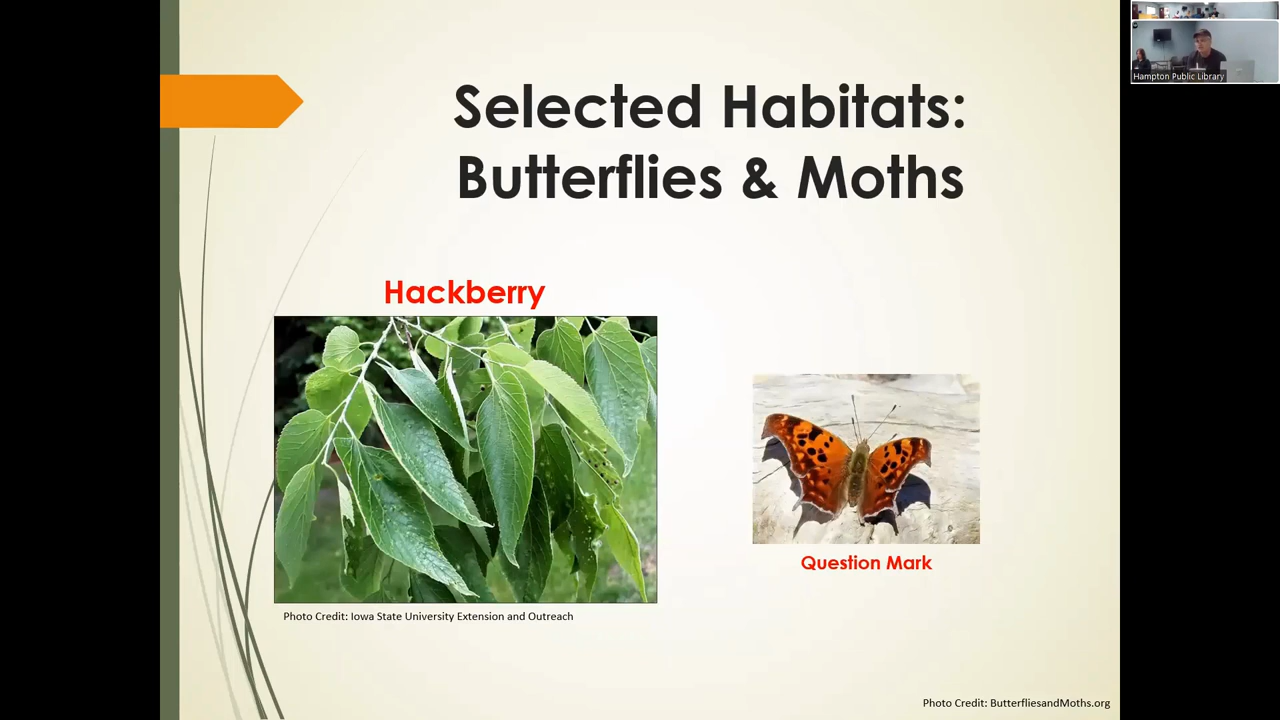 Selected Habitats:
Butterflies & Moths
Hackberry
Question Mark
Photo Credit: Iowa State University Extension and Outreach
Photo Credit: ButterfliesandMoths.org
Hampton Public Library